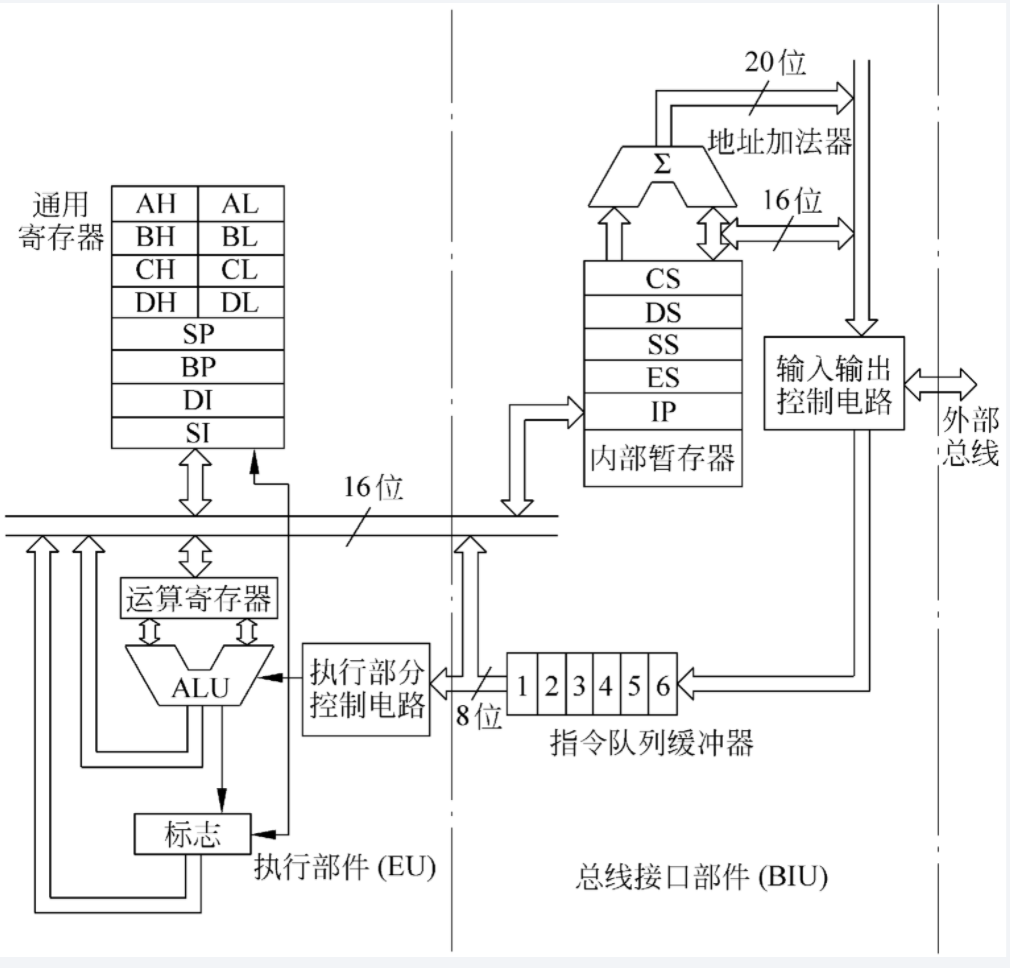 20位
地址加法器
Σ
16位
通用
寄存器
AH AL
BH BL
CH CL
DH DL
SP
BP
DI
SI
CS
DS
SS
ES
IP
内部暂存器
输入输出
控制电路
外部
总线
16位
运算寄存器
ALU
执行部分
控制电路
8位
1 2 3 4 5 6
指令队列缓冲器
标志
执行部件 (EU)
总线接口部件 (BIU)